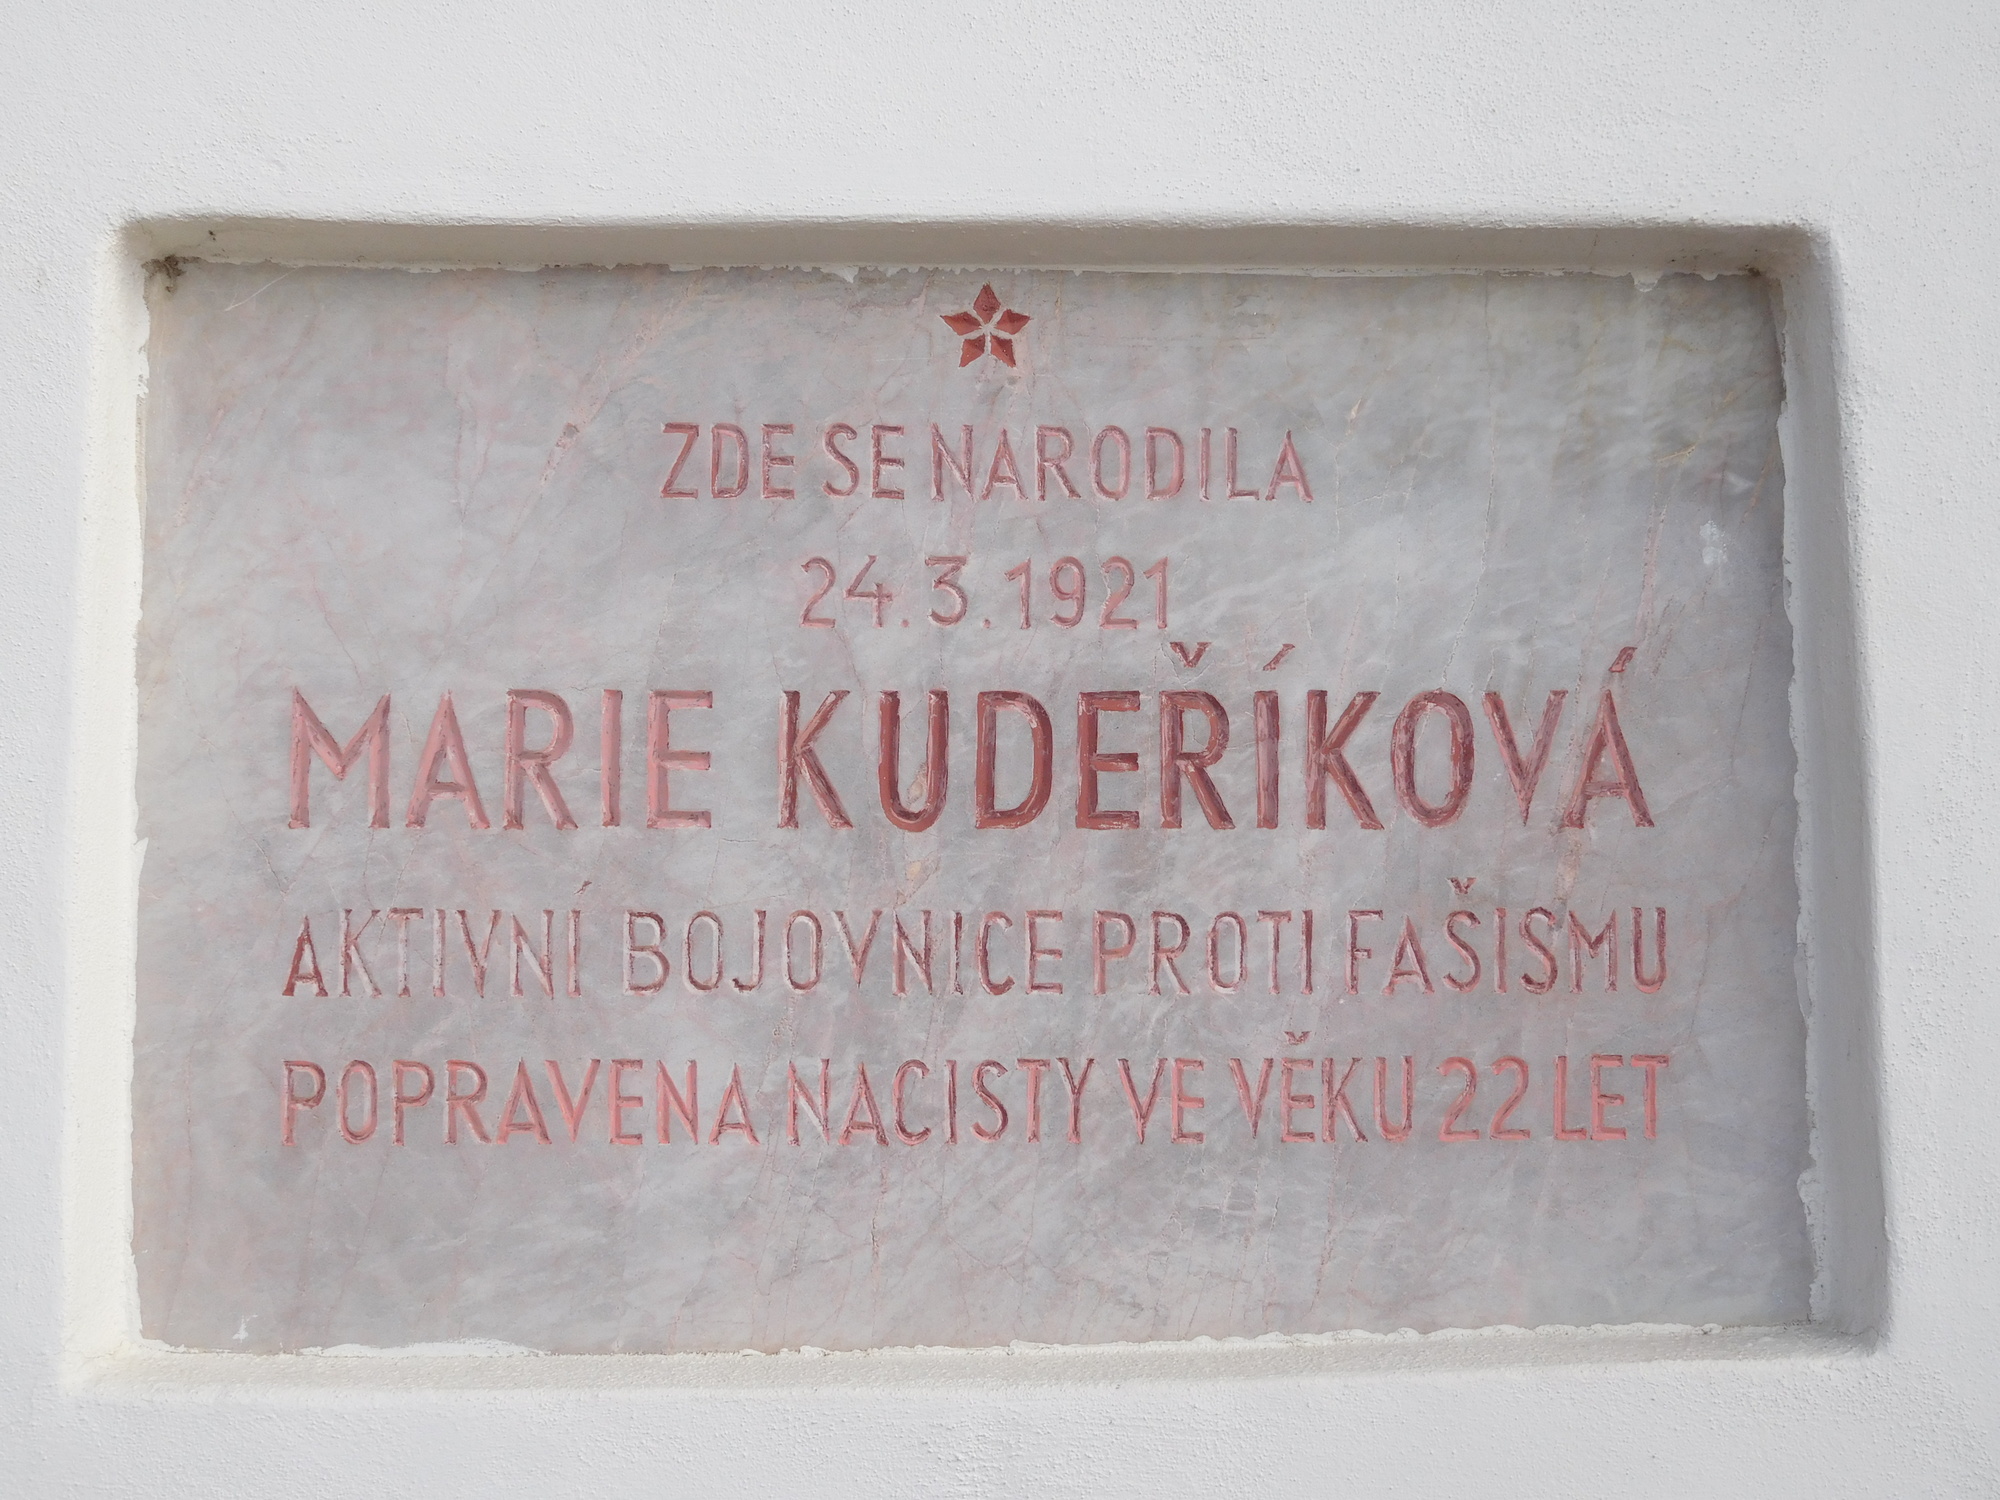 ZDE SE NARODILA
24.3.1921
MARIE KUDEŘÍKOVÁ
AKTIVNÍ BOJOVNICE PROTI FAŠISMU
POPRAVENA NACISTY VE VĚKU 22 LET